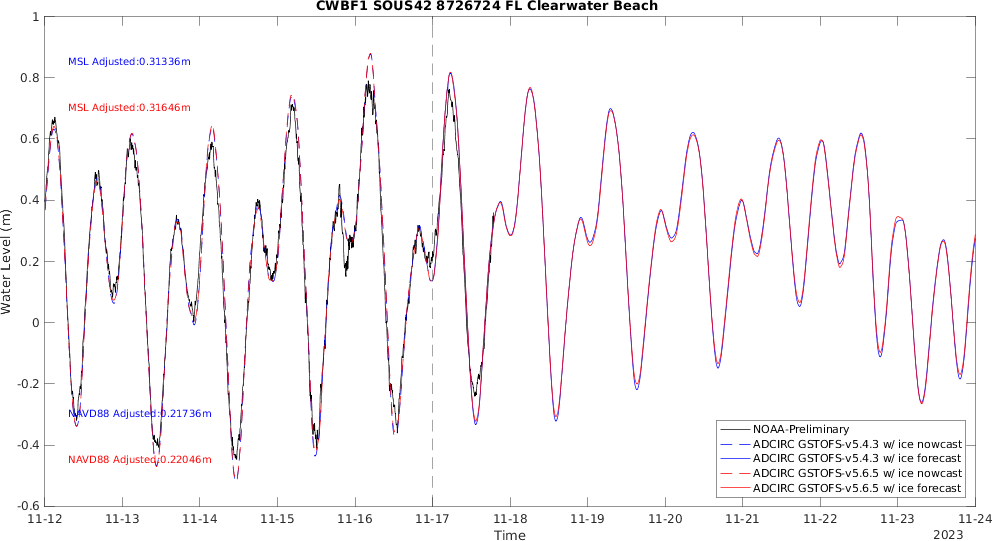 CWBF1 SOUS42 8726724 FL Clearwater Beach
1
0.8
0.6
0.4
0.2
0
-0.2
-0.4
-0.6
Water Level (m)
MSL Adjusted:0.31336m
MSL Adjusted:0.31646m
NAVD88 Adjusted:0.21736m
NAVD88 Adjusted:0.22046m
NOAA-Preliminary
ADCIRC GSTOFS-v5.4.3 w/ ice nowcast
ADCIRC GSTOFS-v5.4.3 w/ ice forecast
ADCIRC GSTOFS-v5.6.5 w/ ice nowcast
ADCIRC GSTOFS-v5.6.5 w/ ice forecast
11-12 11-13 11-14 11-15 11-16 11-17 11-18 11-19 11-20 11-21 11-22 11-23 11-24
Time
2023